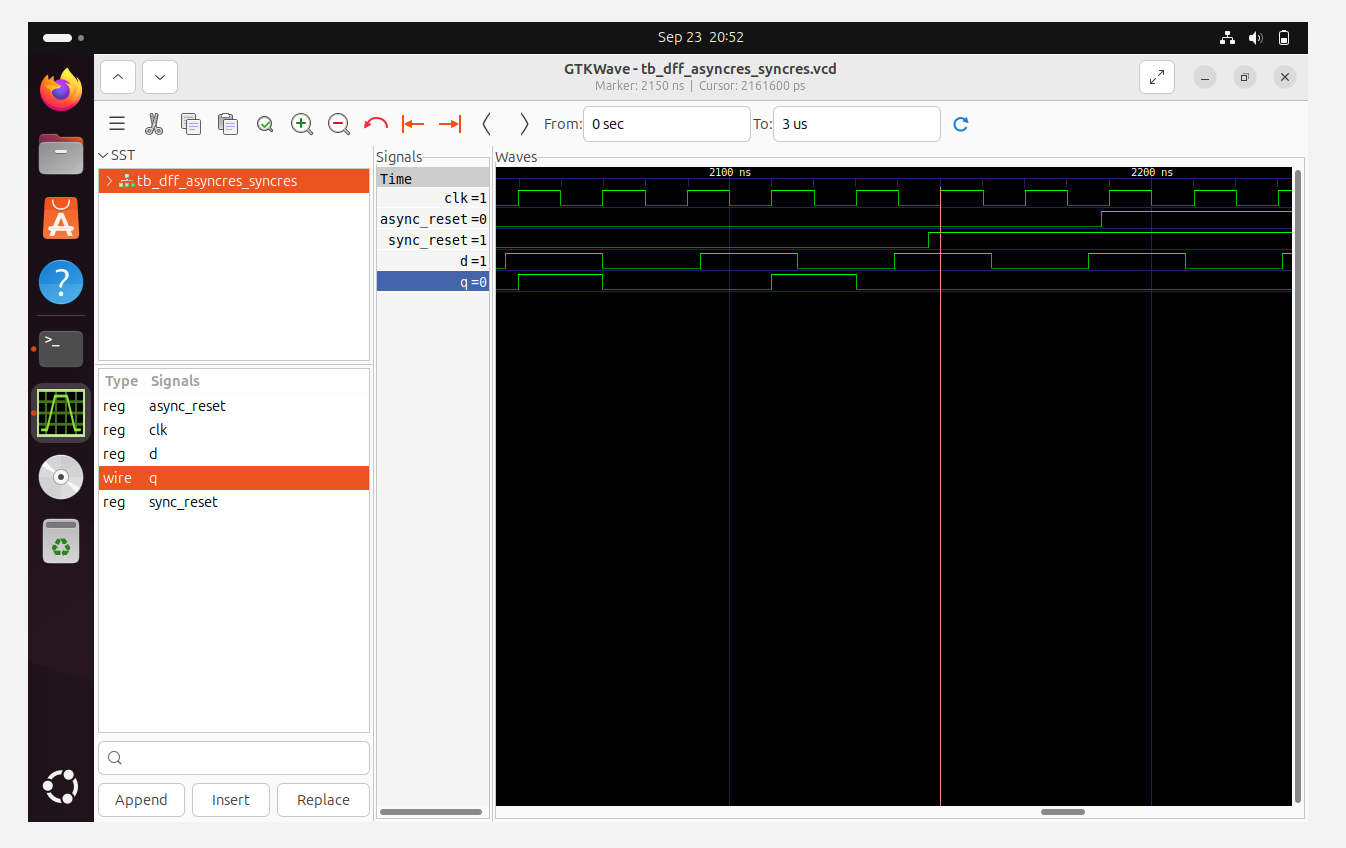 Sep 23 20:52
GTKWave - tb_dff_asyncres_syncres.vcd
Marker: 2150 ns | Cursor: 2161600 ps
From: 0 sec To: 3 us
SST
tb_dff_asyncres_syncres
Type Signals
reg async_reset
reg clk
reg d
wire q
reg sync_reset
Append Insert Replace
Signals
Time
clk=1
async_reset=0
sync_reset=1
d=1
q=0
Waves
2100 ns 2200 ns